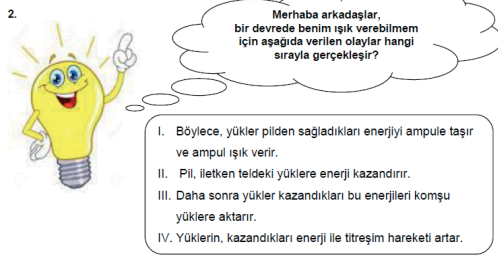 2.
Merhaba arkadaşlar,
bir devrede benim ışık verebilmem
için aşağıda verilen olaylar hangi
sırayla gerçekleşir?
I. Böylece, yükler pilden sağladıkları enerjiyi ampule taşır
ve ampul ışık verir.
II. Pil, iletken teldeki yüklere enerji kazandırır.
III. Daha sonra yükler kazandıkları bu enerjileri komşu
yüklere aktarır.
IV. Yüklerin, kazandıkları enerji ile titreşim hareketi artar.